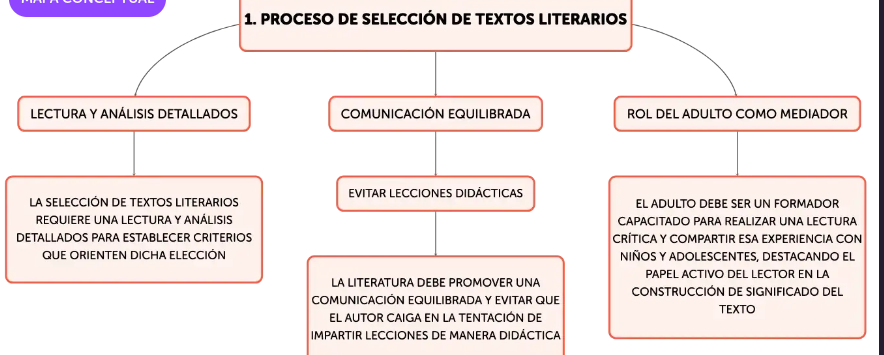 MAPA CONCEPTUAL
1. PROCESO DE SELECCIÓN DE TEXTOS LITERARIOS
LECTURA Y ANÁLISIS DETALLADOS
COMUNICACIÓN EQUILIBRADA
ROL DEL ADULTO COMO MEDIADOR
LA SELECCIÓN DE TEXTOS LITERARIOS
REQUIERE UNA LECTURA Y ANÁLISIS
DETALLADOS PARA ESTABLECER CRITERIOS
QUE ORIENTEN DICHA ELECCIÓN
EVITAR LECCIONES DIDÁCTICAS
LA LITERATURA DEBE PROMOVER UNA
COMUNICACIÓN EQUILIBRADA Y EVITAR QUE
EL AUTOR CAIGA EN LA TENTACIÓN DE
IMPARTIR LECCIONES DE MANERA DIDÁCTICA
EL ADULTO DEBE SER UN FORMADOR
CAPACITADO PARA REALIZAR UNA LECTURA
CRÍTICA Y COMPARTIR ESA EXPERIENCIA CON
NIÑOS Y ADOLESCENTES, DESTACANDO EL
PAPEL ACTIVO DEL LECTOR EN LA
CONSTRUCCIÓN DE SIGNIFICADO DEL
TEXTO